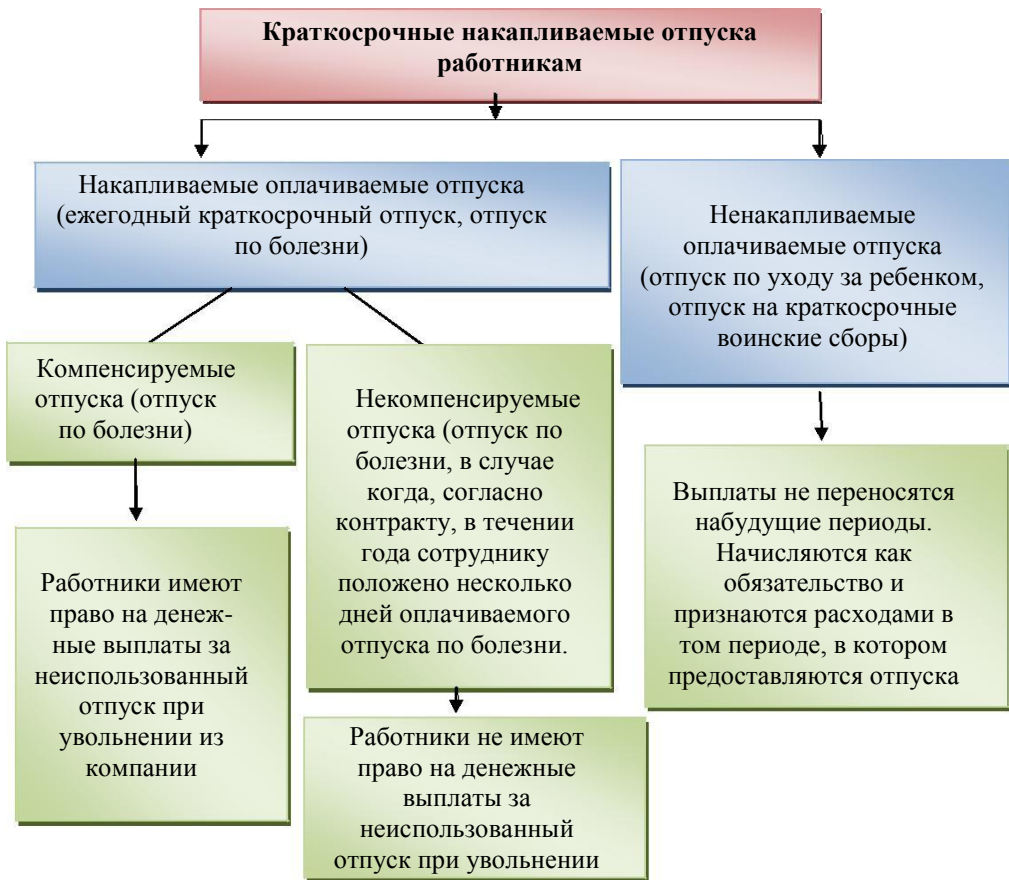 Краткосрочные накапливаемые отпуска
работникам
Накапливаемые оплачиваемые отпуска
(ежегодный краткосрочный отпуск, отпуск
по болезни)
Ненакапливаемые
оплачиваемые отпуска
(отпуск по уходу за ребенком,
отпуск на краткосрочные
воинские сборы)
Компенсируемые
отпуска (отпуск
по болезни)
Некомпенсируемые
отпуска (отпуск по
болезни, в случае
когда, согласно
контракту, в течении
года сотруднику
положено несколько
дней оплачиваемого
отпуска по болезни.
Выплаты не переносятся
набудущие периоды.
Начисляются как
обязательство и
признаются расходами в
том периоде, в котором
предоставляются отпуска
Работники имеют
право на денеж-
ные выплаты за
неиспользованный
отпуск при
увольнении из
компании
Работники не имеют
право на денежные
выплаты за
неиспользованный
отпуск при увольнении